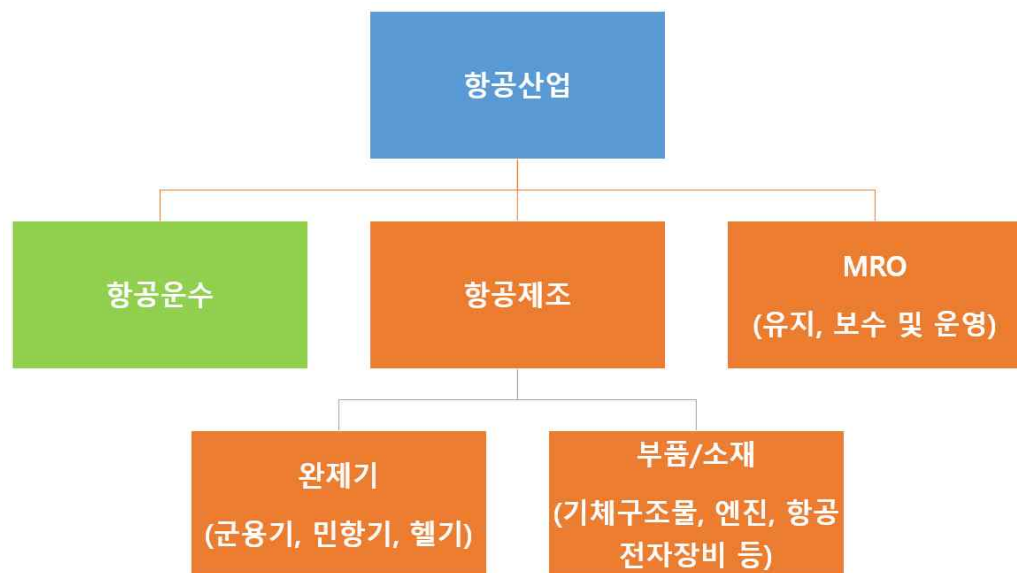 항공산업
항공운수
항공제조
MRO
(유지, 보수 및 운영)
완제기
(군용기, 민항기, 헬기)
부품/소재
(기체구조물, 엔진, 항공
전자장비 등)